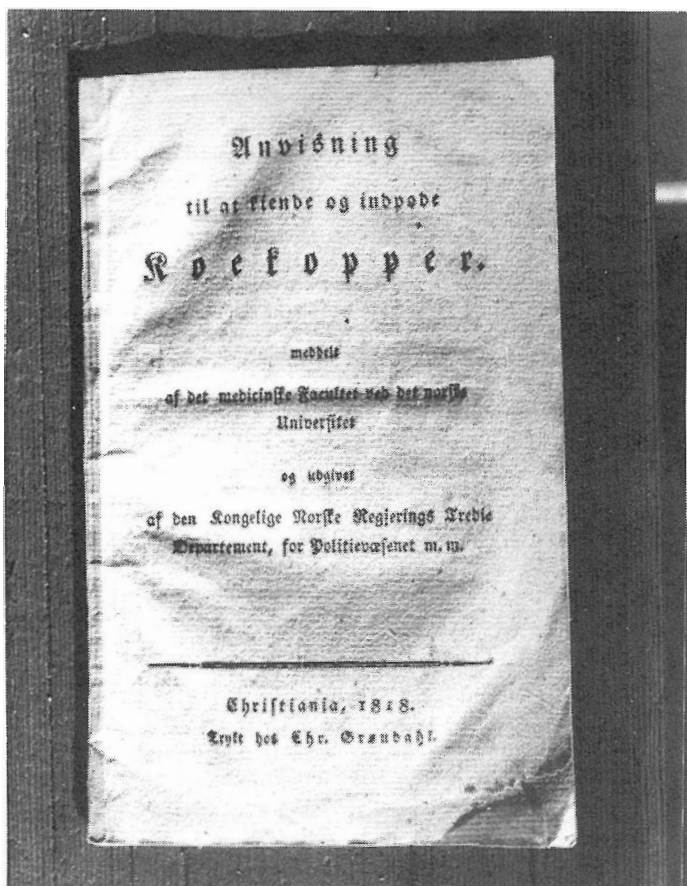 Anvisning
til at kiende og indpode
Koekopper.
meddelt
af det medicinske Facultet ved det norske
Universitet
og udgivet
af den Kongelige Norske Regjerings Tredie
Departement, for Politievæsenet m. m.
Christiania, 1818.
Trykt hos Chr. Grøndahl.